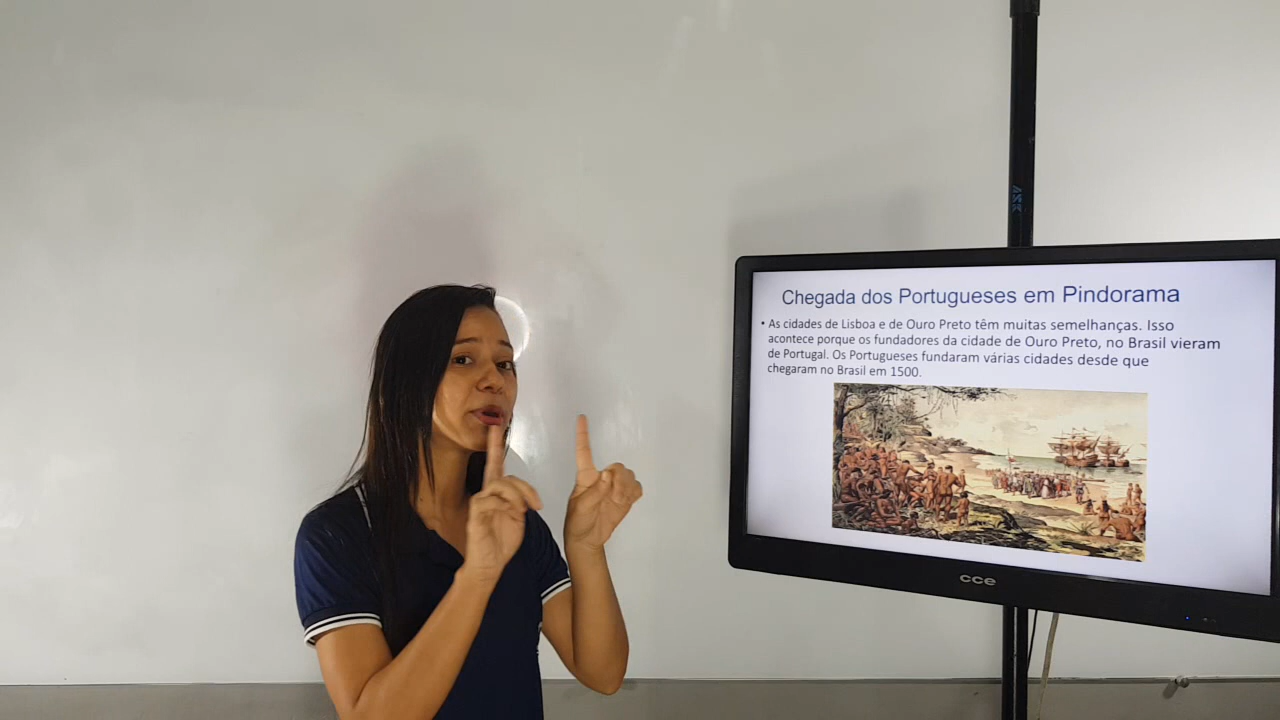 ASK
Chegada dos Portugueses em Pindorama
• As cidades de Lisboa e de Ouro Preto têm muitas semelhanças. Isso
acontece porque os fundadores da cidade de Ouro Preto, no Brasil vieram
de Portugal. Os Portugueses fundaram várias cidades desde que
chegaram no Brasil em 1500.
cce